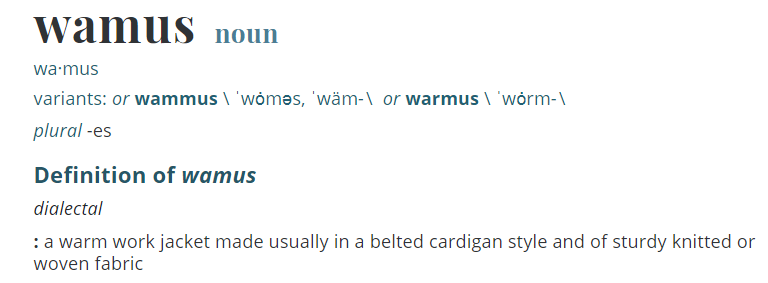 wamus noun
wa·mus
variants: or wammus \ ˈwȯməs, ˈwäm-\ or warmus \ ˈwȯrm-\
plural -es
Definition of wamus
dialectal
: a warm work jacket made usually in a belted cardigan style and of sturdy knitted or
woven fabric